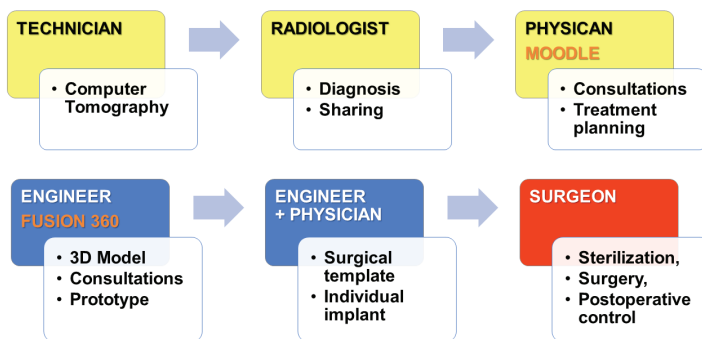 TECHNICIAN
• Computer
Tomography
RADIOLOGIST
• Diagnosis
• Sharing
PHYSICAN
MOODLE
• Consultations
• Treatment
planning
ENGINEER
FUSION 360
• 3D Model
• Consultations
• Prototype
ENGINEER
+ PHYSICIAN
• Surgical
template
• Individual
implant
SURGEON
• Sterilization,
• Surgery,
• Postoperative
control